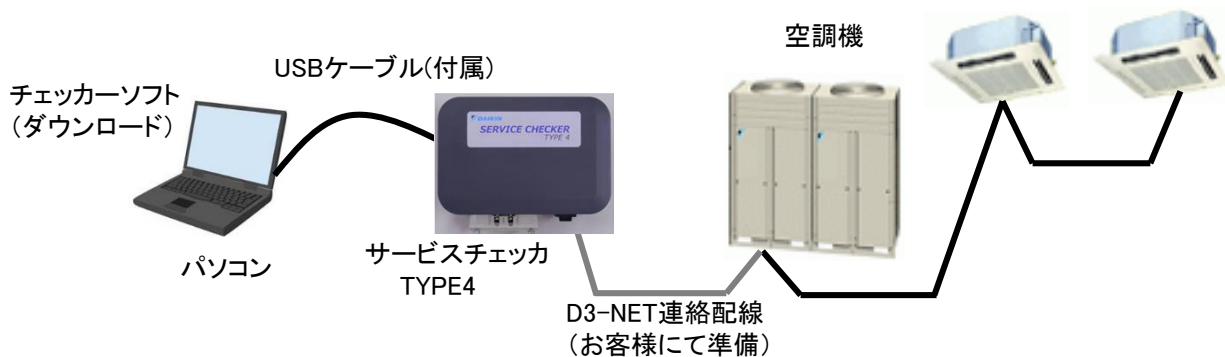 空調機
USBケーブル(付属)
チェッカーソフト
（ダウンロード）
DAIKIN
SERVICE CHECKER
TYPE 4
パソコン
サービスチェッカ
TYPE4
D3-NET連絡配線
（お客様にて準備）